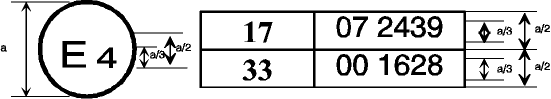 a E 4 a/3 a/2 17 07 2439 a/3 a/2
33 00 1628 a/3 a/2